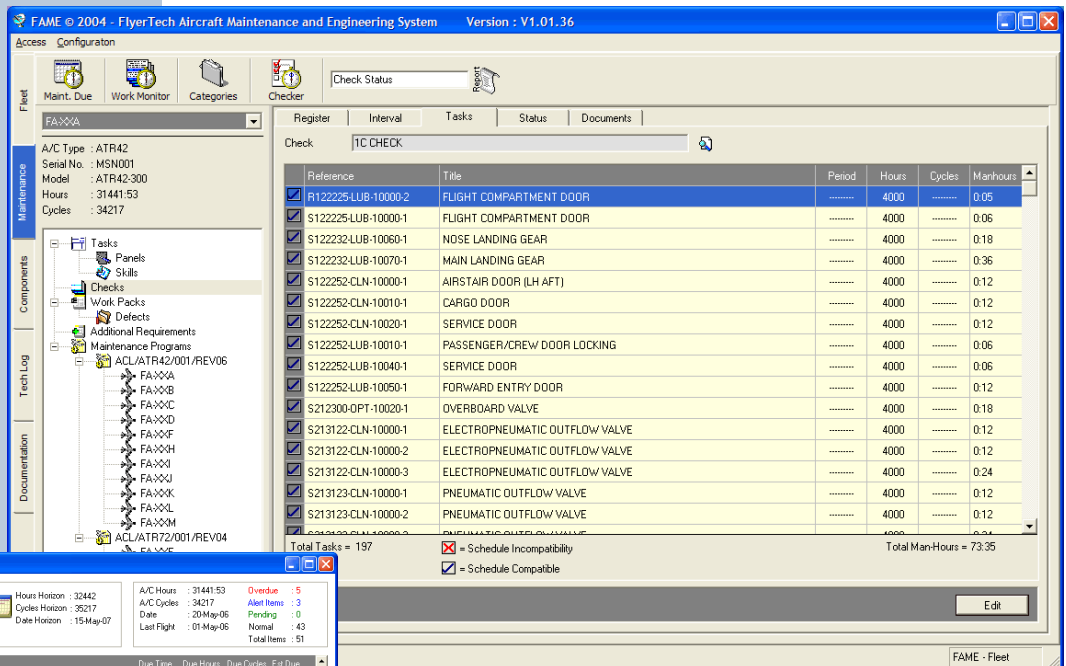 FAME © 2004 - FlyerTech Aircraft Maintenance and Engineering System Version : V1.01.36
Access Configuraton
Maint. Due Work Monitor Categories Checker Check Status Report
Fleet
Maintenance
Components
Tech Log
Documentation
FA-XXA
A/C Type : ATR42
Serial No. : MSN001
Model : ATR42-300
Hours : 31441:53
Cycles : 34217
Tasks
Panels
Skills
Checks
Work Packs
Defects
Additional Requirements
Maintenance Programs
ACL/ATR42/001/REV06
FA-XXA
FA-XXB
FA-XXC
FA-XXD
FA-XXF
FA-XXH
FA-XXI
FA-XXJ
FA-XXK
FA-XXL
FA-XXM
ACL/ATR72/001/REV04
Register Interval Tasks Status Documents
Check 1C CHECK
Reference Title Period Hours Cycles Manhours
R122225-LUB-10000-2 FLIGHT COMPARTMENT DOOR --------- 4000 --------- 0:05
S122225-LUB-10000-1 FLIGHT COMPARTMENT DOOR --------- 4000 --------- 0:06
S122232-LUB-10060-1 NOSE LANDING GEAR --------- 4000 --------- 0:18
S122232-LUB-10070-1 MAIN LANDING GEAR --------- 4000 --------- 0:36
S122252-CLN-10000-1 AIRSTAIR DOOR (LH AFT) --------- 4000 --------- 0:12
S122252-CLN-10010-1 CARGO DOOR --------- 4000 --------- 0:12
S122252-CLN-10020-1 SERVICE DOOR --------- 4000 --------- 0:12
S122252-LUB-10010-1 PASSENGER/CREW DOOR LOCKING --------- 4000 --------- 0:06
S122252-LUB-10040-1 SERVICE DOOR --------- 4000 --------- 0:06
S122252-LUB-10050-1 FORWARD ENTRY DOOR --------- 4000 --------- 0:12
S212300-OPT-10020-1 OVERBOARD VALVE --------- 4000 --------- 0:18
S213122-CLN-10000-1 ELECTROPNEUMATIC OUTFLOW VALVE --------- 4000 --------- 0:12
S213122-CLN-10000-2 ELECTROPNEUMATIC OUTFLOW VALVE --------- 4000 --------- 0:12
S213122-CLN-10000-3 ELECTROPNEUMATIC OUTFLOW VALVE --------- 4000 --------- 0:24
S213123-CLN-10000-1 PNEUMATIC OUTFLOW VALVE --------- 4000 --------- 0:12
S213123-CLN-10000-2 PNEUMATIC OUTFLOW VALVE --------- 4000 --------- 0:12
Total Tasks = 197 = Schedule Incompatibility Total Man-Hours = 73:35
= Schedule Compatible
Edit
FAME - Fleet
Hours Horizon : 32442
Cycles Horizon : 35217
Date Horizon : 15-May-07
A/C Hours : 31441:53 Overdue : 5
A/C Cycles : 34217 Alert Items : 3
Date : 20-May-06 Pending : 0
Last Flight : 01-May-06 Normal : 43
Total Items : 51
Due Time Due Hours Due Cycles Est Due